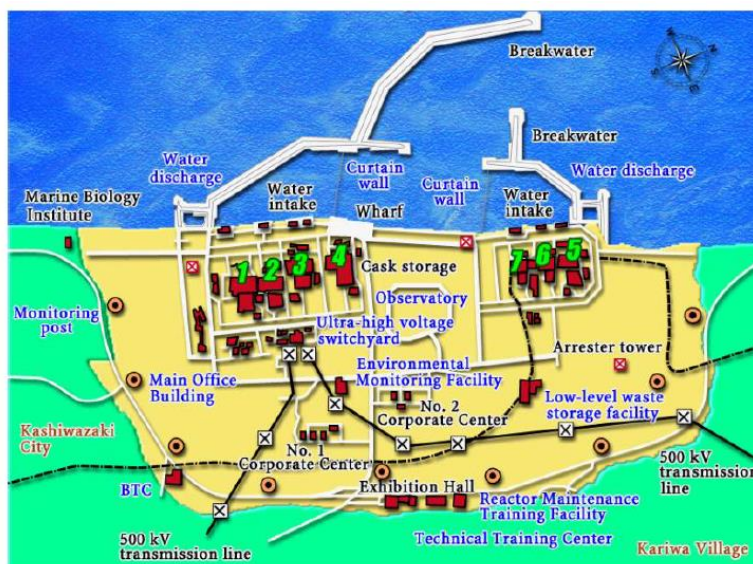 Breakwater
Breakwater
Water
discharge
Curtain
wall
Curtain
wall
Water discharge
Water
intake
Water
intake
Marine Biology
Institute
Wharf
1
2
3
4
7
6
5
Cask storage
Observatory
Monitoring
post
Ultra-high voltage
switchyard
Arrester tower
Main Office
Building
Environmental
Monitoring Facility
Low-level waste
storage facility
No. 2
Corporate Center
Kashiwazaki
City
No. 1
Corporate Center
500 kV
transmission
line
BTC
Exhibition Hall
Reactor Maintenance
Training Facility
500 kV
transmission line
Technical Training Center
Kariwa Village